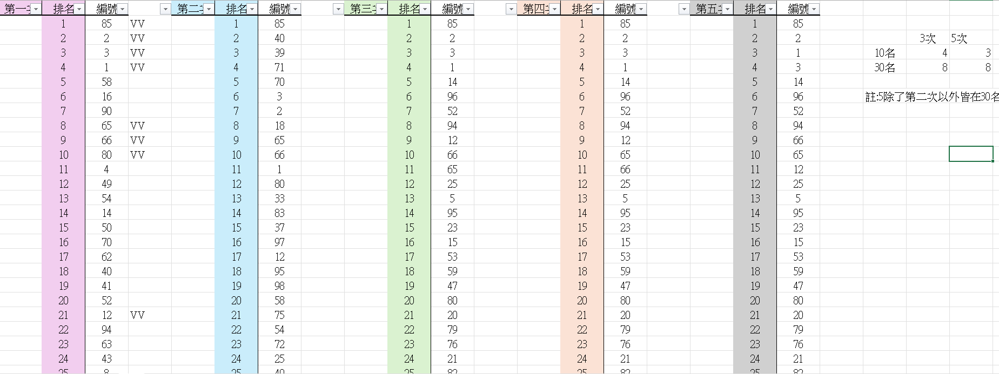 第一 排名 編號 第二 排名 編號 第三 排名 編號 第四 排名 編號 第五 排名 編號
1 85 VV 1 85 1 85 1 85 1 85
2 2 VV 2 40 2 2 2 2 2 2 3次 5次
3 3 VV 3 39 3 3 3 3 3 1 10名 4 3
4 1 VV 4 71 4 1 4 1 4 3 30名 8 8
5 58 5 70 5 14 5 14 5 14
6 16 6 3 6 96 6 96 6 96 註:5除了第二次以外皆在30名
7 90 7 2 7 52 7 52 7 52
8 65 VV 8 18 8 94 8 94 8 94
9 66 VV 9 65 9 12 9 12 9 66
10 80 VV 10 66 10 66 10 65 10 65
11 4 11 1 11 65 11 66 11 12
12 49 12 80 12 25 12 25 12 25
13 54 13 33 13 5 13 5 13 5
14 14 14 83 14 95 14 95 14 95
15 50 15 37 15 23 15 23 15 23
16 70 16 97 16 15 16 15 16 15
17 62 17 12 17 53 17 53 17 53
18 40 18 95 18 59 18 59 18 59
19 41 19 98 19 47 19 47 19 47
20 52 20 58 20 80 20 80 20 80
21 12 VV 21 75 21 20 21 20 21 20
22 94 22 54 22 79 22 79 22 79
23 63 23 72 23 76 23 76 23 76
24 43 24 25 24 21 24 21 24 21
25 25 25 25 25